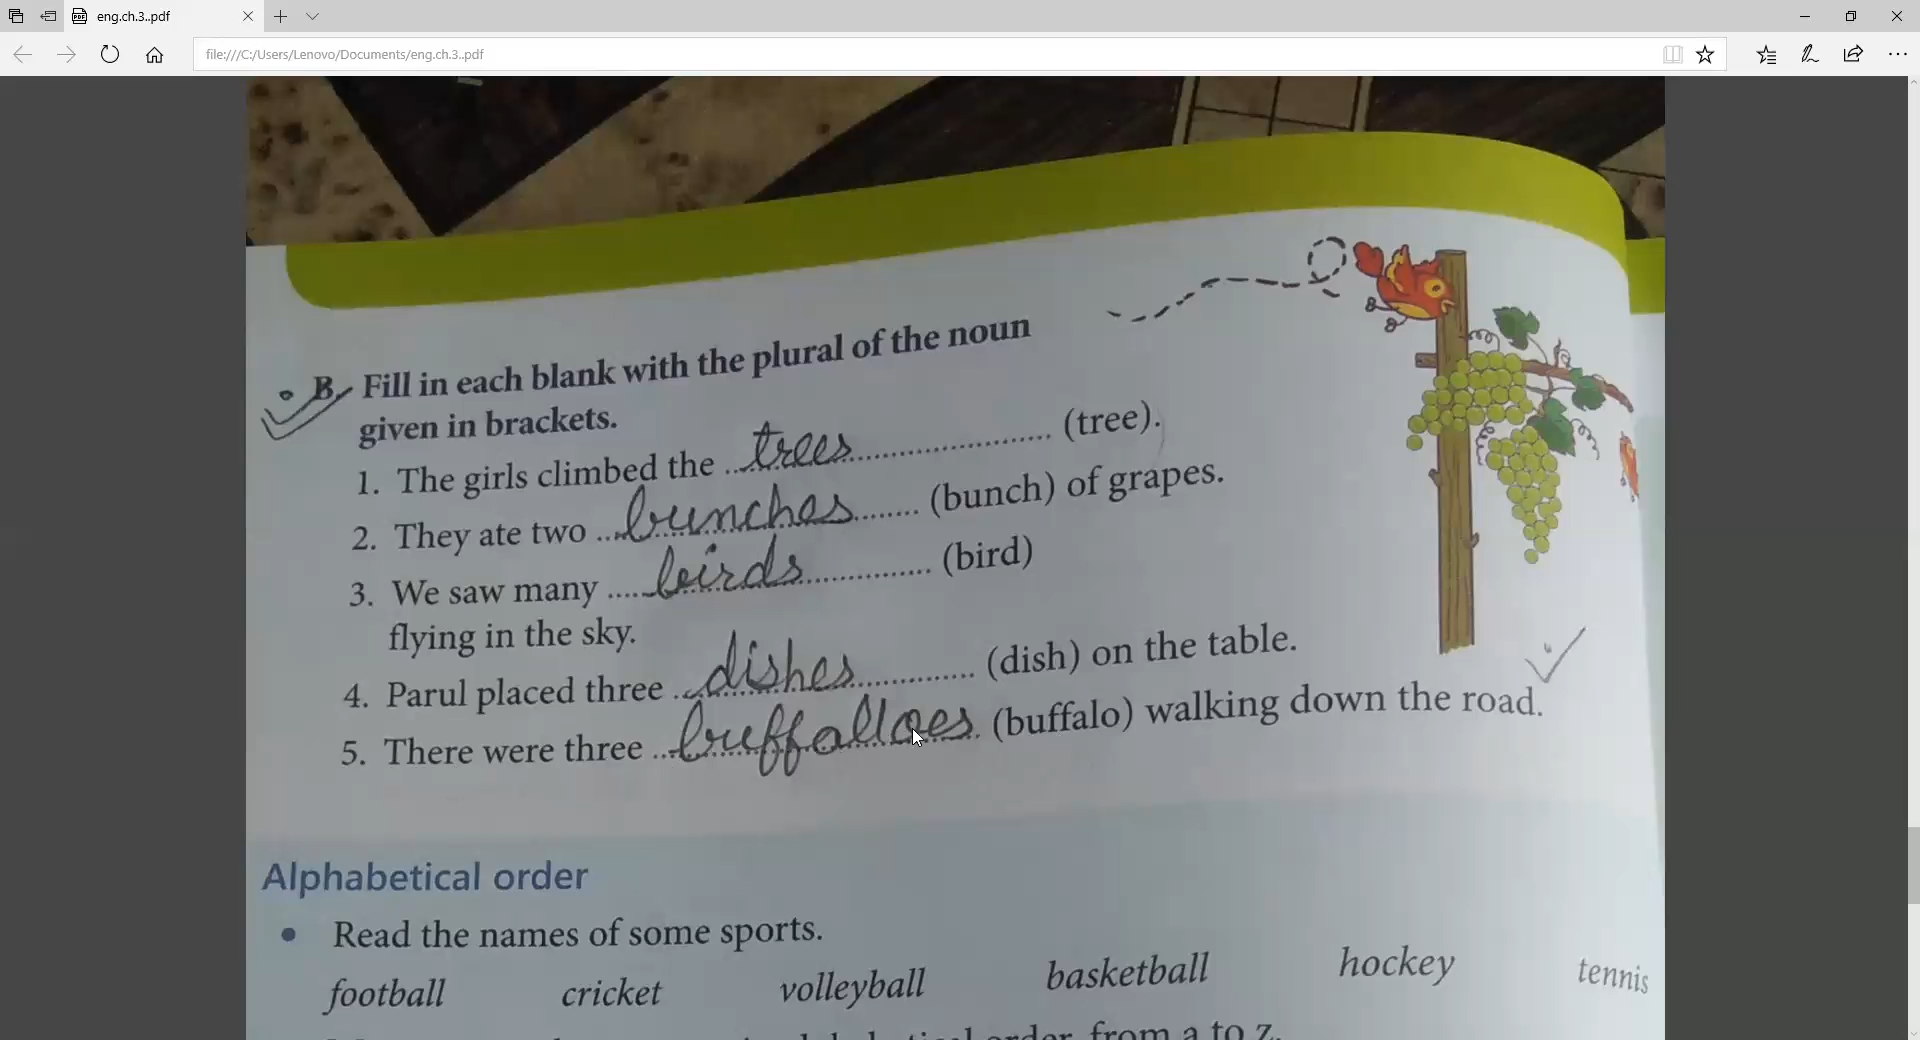 eng.ch.3..pdf
file:///C:/Users/Lenovo/Documents/eng.ch.3..pdf
B. Fill in each blank with the plural of the noun
given in brackets.
1. The girls climbed the trees (tree).
2. They ate two bunches (bunch) of grapes.
3. We saw many birds (bird)
flying in the sky.
4. Parul placed three dishes (dish) on the table.
5. There were three buffalloes (buffalo) walking down the road.
Alphabetical order
• Read the names of some sports.
football cricket volleyball basketball hockey tennis
order, from a to z.